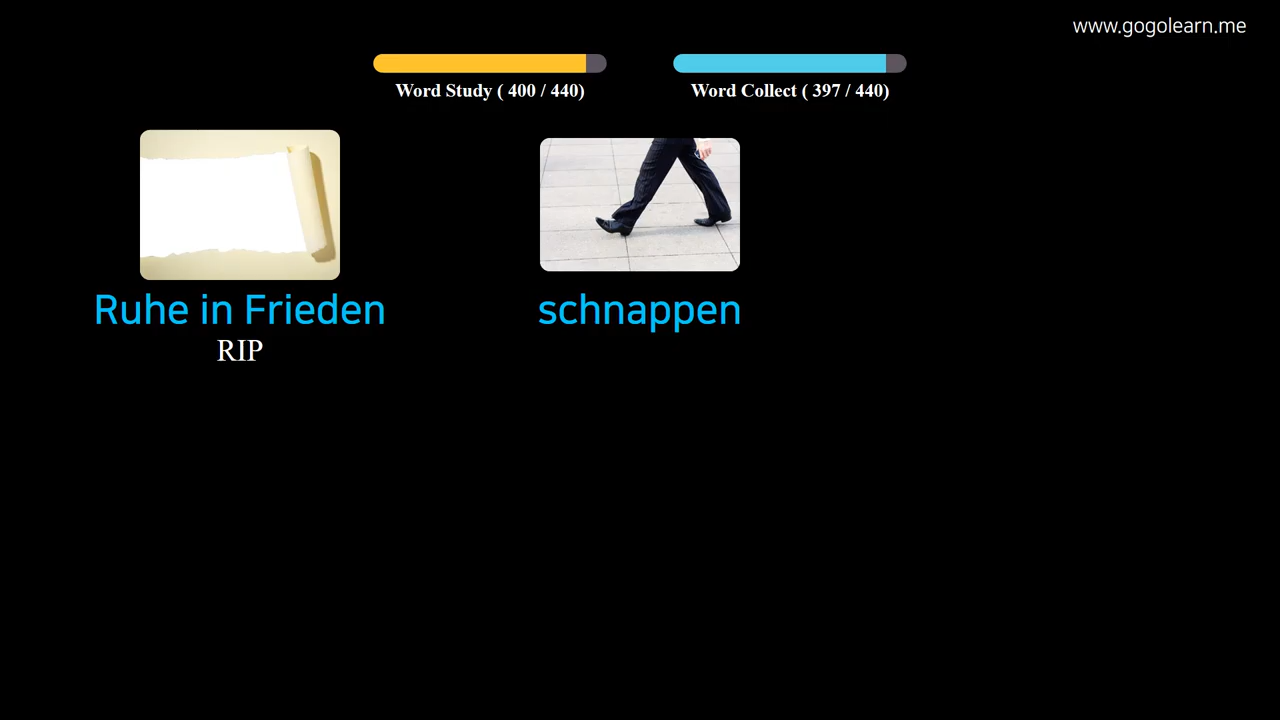 www.gogolearn.me
Word Study ( 400 / 440)
Word Collect ( 397 / 440)
Ruhe in Frieden
RIP
schnappen